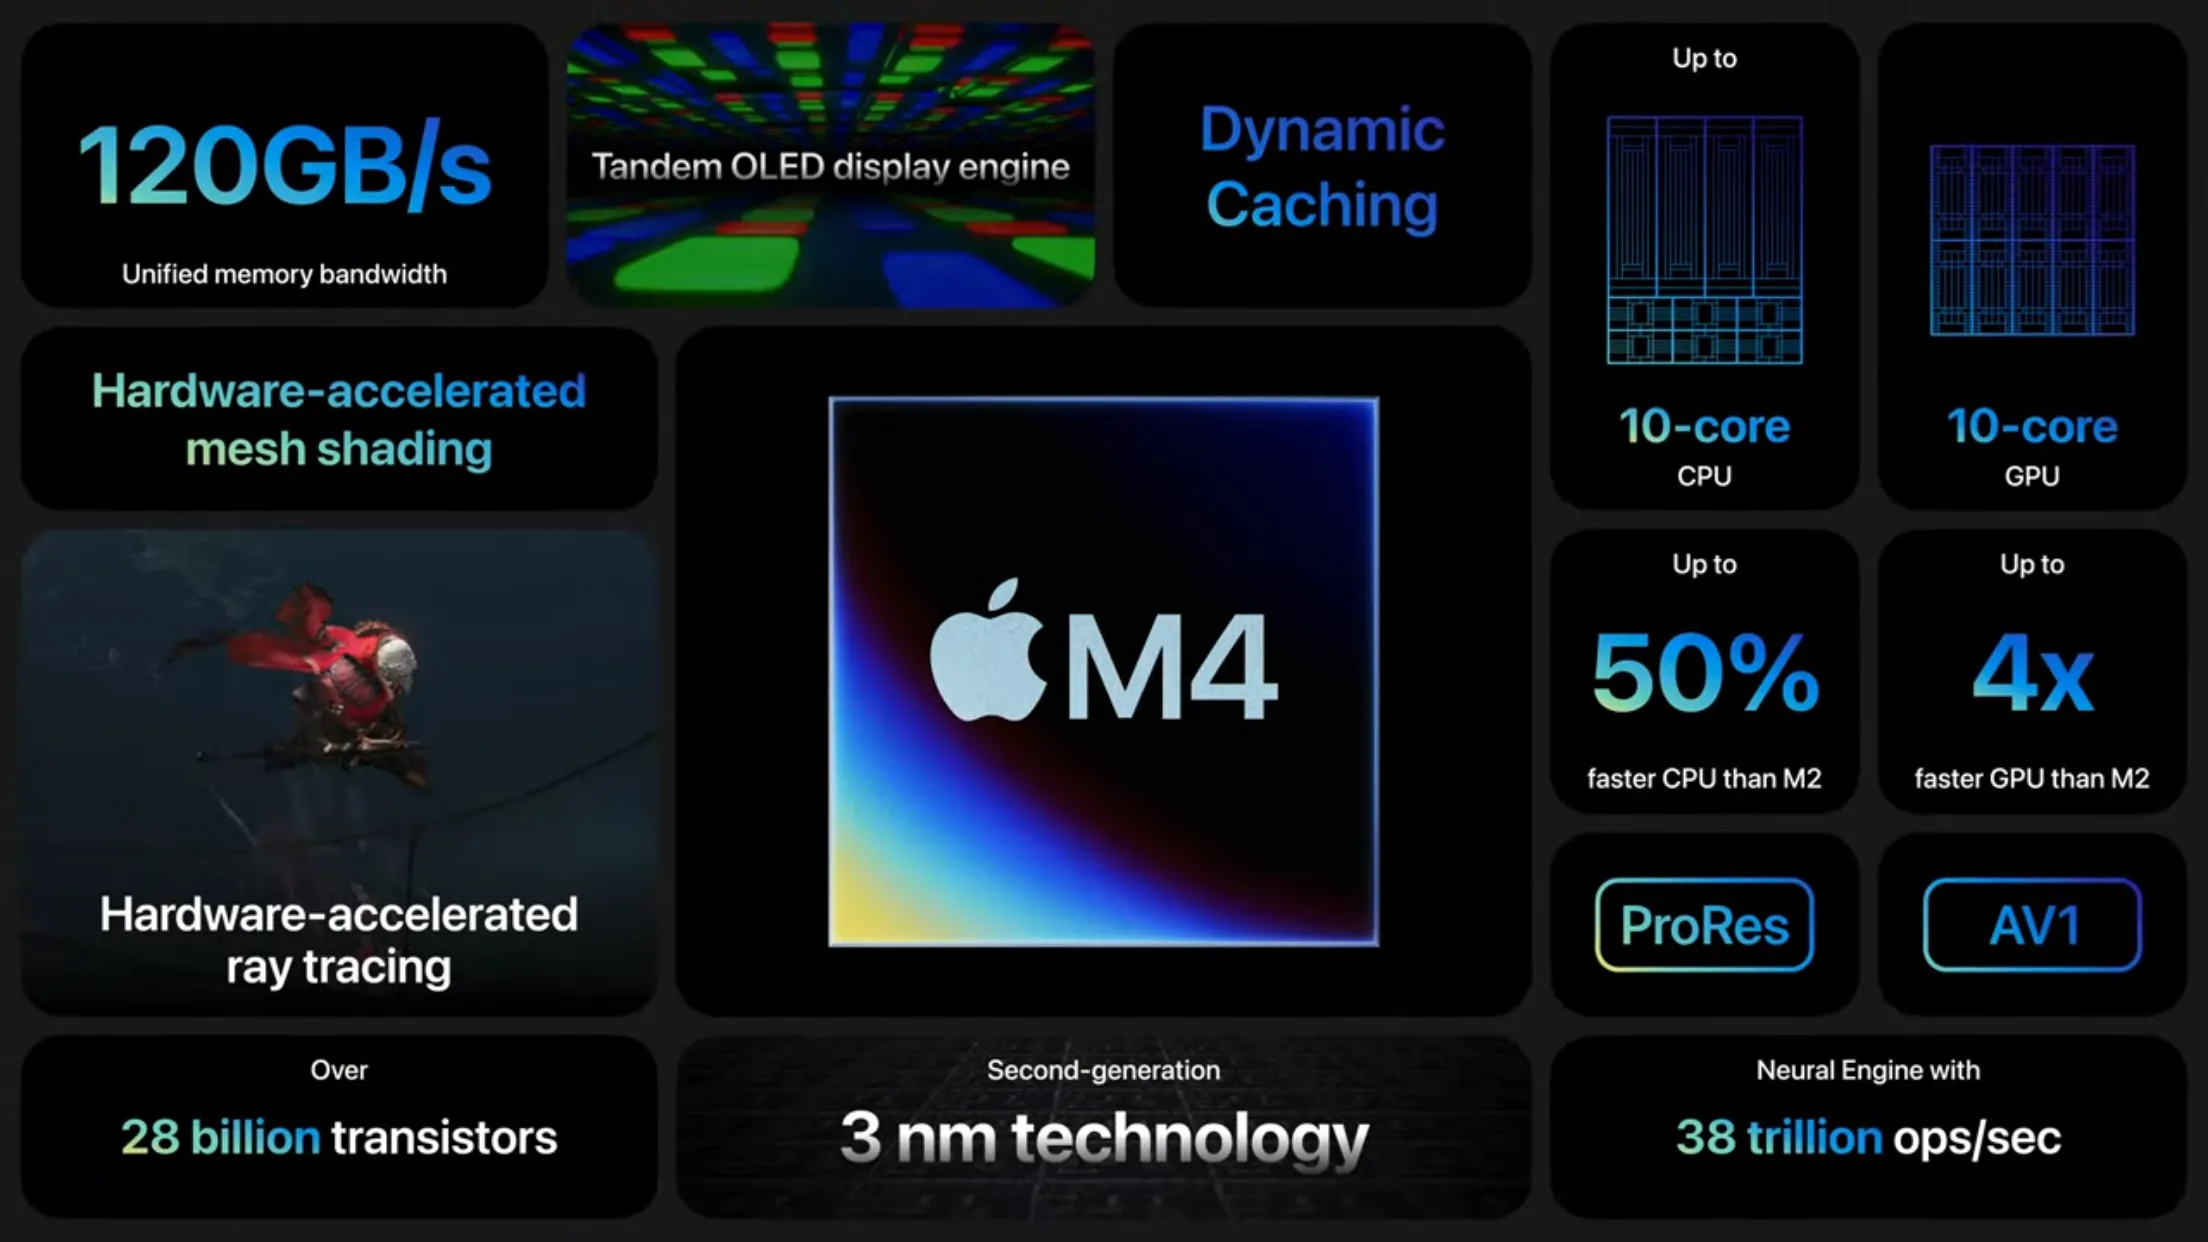 120GB/s
Unified memory bandwidth
Tandem OLED display engine
Dynamic
Caching
Up to
10-core
CPU
10-core
GPU
Hardware-accelerated
mesh shading
M4
Up to
50%
faster CPU than M2
Up to
4x
faster GPU than M2
Hardware-accelerated
ray tracing
ProRes
AV1
Over
28 billion transistors
Second-generation
3 nm technology
Neural Engine with
38 trillion ops/sec